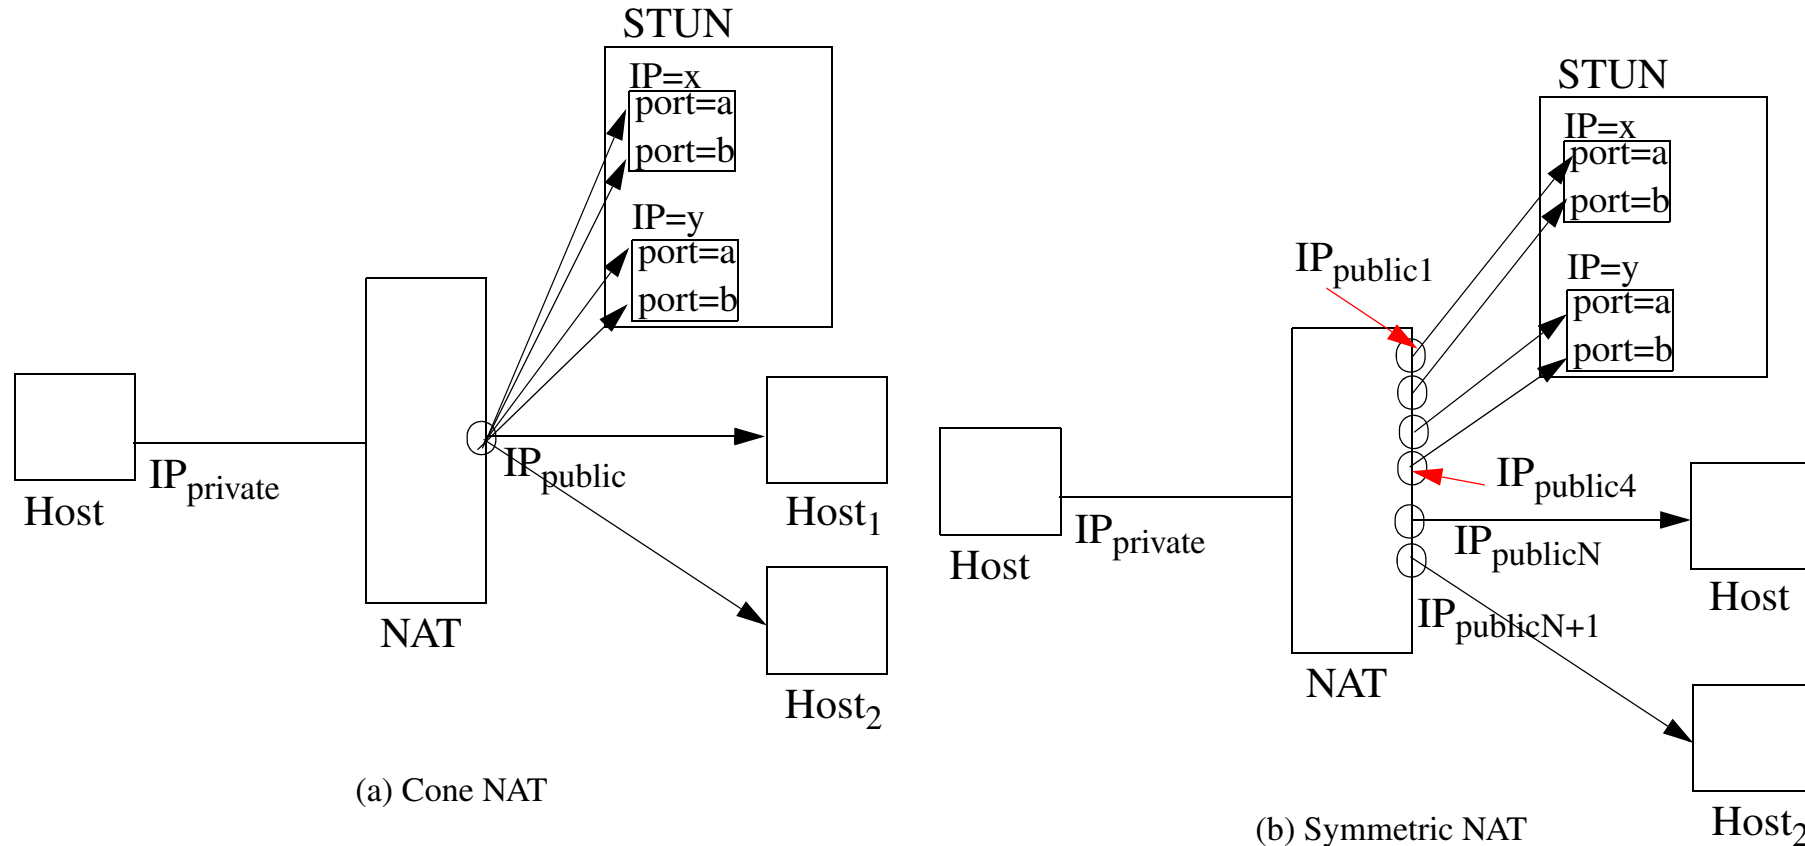 STUN
IP=x
port=a
port=b
IP=y
port=a
port=b
IPprivate
Host
IPpublic
Host1
NAT
Host2
(a) Cone NAT
STUN
IP=x
port=a
port=b
IP=y
port=a
port=b
IPpublic1
IPpublic4
IPprivate
Host
IPpublicN
Host
IPpublicN+1
NAT
Host2
(b) Symmetric NAT